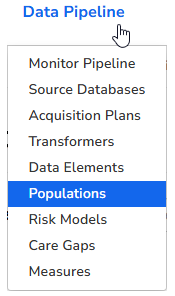 Data Pipeline
Monitor Pipeline
Source Databases
Acquisition Plans
Transformers
Data Elements
Populations
Risk Models
Care Gaps
Measures